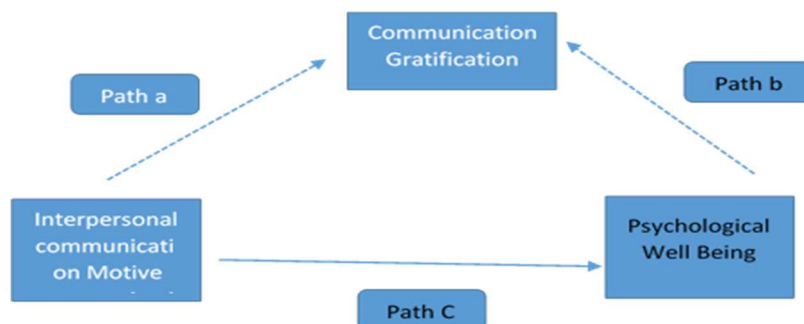 Communication
Gratification
Path a
Path b
Interpersonal
communicati
on Motive
Psychological
Well Being
Path C